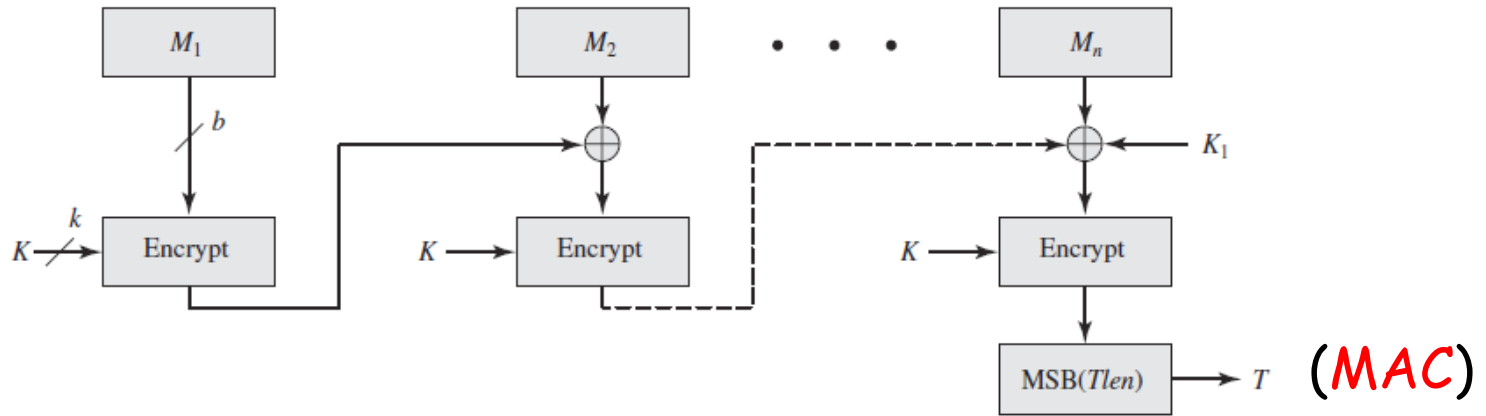 M₁ M₂ • • • Mₙ
b
K₁
k
K Encrypt K Encrypt K Encrypt
MSB(Tlen) T (MAC)